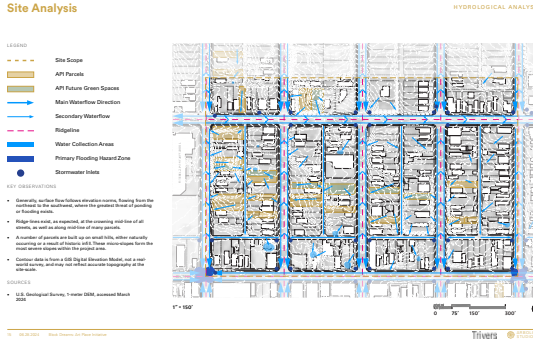 Site Analysis
HYDROLOGICAL ANALYS
LEGEND
Site Scope
API Parcels
API Future Green Spaces
Main Waterflow Direction
Secondary Waterflow
Ridgeline
Water Collection Areas
Primary Flooding Hazard Zone
Stormwater Inlets
KEY OBSERVATIONS
Generally, surface flow follows elevation norms, flowing from the
northeast to the southwest, where the greatest threat of ponding
or flooding exists.
Ridge-lines exist, as expected, at the crowning mid-line of all
streets, as well as along mid-line of many parcels.
A number of parcels are built up on small hills, either naturally
occurring or a result of historic infill. These micro-slopes form the
most severe slopes within the project area.
Contour data is from a GIS Digital Elevation Model, not a real-
world survey, and may not reflect accurate topography at the
site-scale.
SOURCES
U.S. Geological Survey, 1-meter DEM, accessed March
2024
1" = 150'
0 75' 150' 300'
Trivers